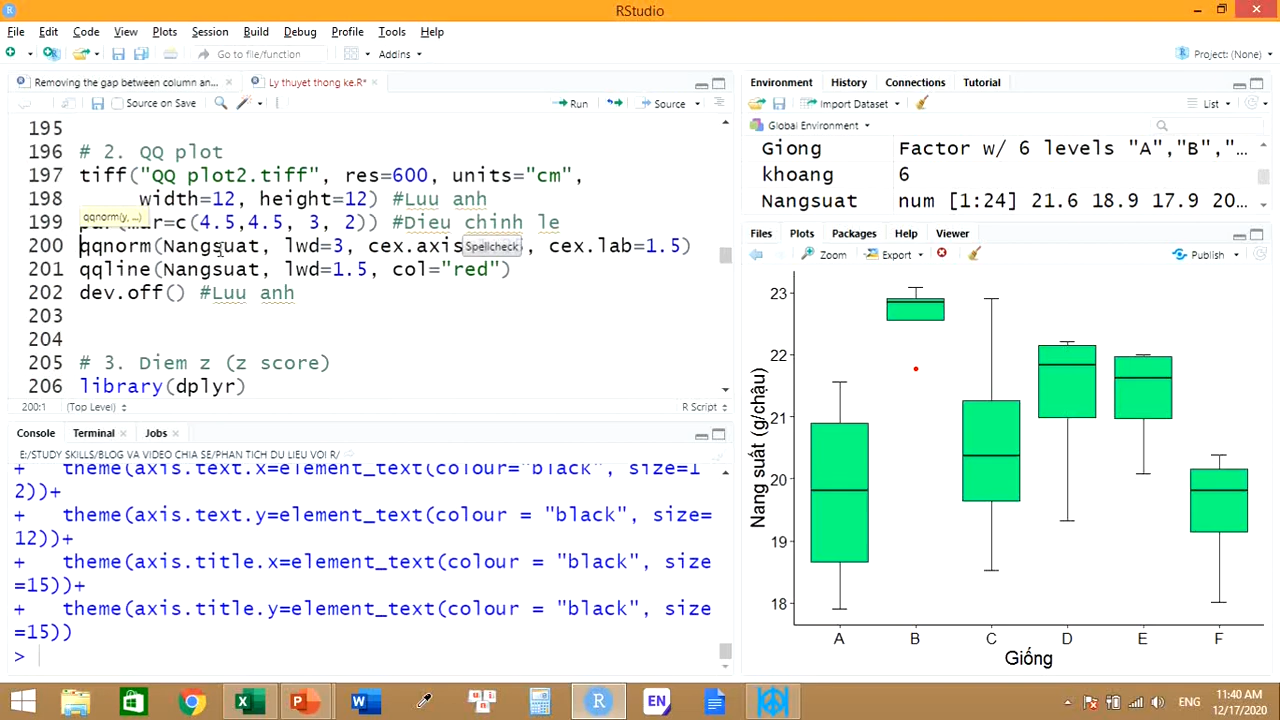 RStudio
File Edit Code View Plots Session Build Debug Profile Tools Help
Go to file/function Addins Project: (None)
Removing the gap between column an... Ly thuyet thong ke.R*
Source on Save Run Source
195
196 # 2. QQ plot
197 tiff("QQ plot2.tiff", res=600, units="cm",
198 width=12, height=12) #Luu anh
199 mar=c(4.5,4.5, 3, 2)) #Dieu chinh le
qqnorm(y, ...)
200 qqnorm(Nangsuat, lwd=3, cex.axis , cex.lab=1.5)
Spellcheck
201 qqline(Nangsuat, lwd=1.5, col="red")
202 dev.off() #Luu anh
203
204
205 # 3. Diem z (z score)
206 library(dplyr)
200:1 (Top Level) R Script
Console Terminal Jobs
E:/STUDY SKILLS/BLOG VA VIDEO CHIA SE/PHAN TICH DU LIEU VOI R/
+ theme(axis.text.x=element_text(colour="black", size=1
2))+
+ theme(axis.text.y=element_text(colour = "black", size=
12))+
+ theme(axis.title.x=element_text(colour = "black", size
=15))+
+ theme(axis.title.y=element_text(colour = "black", size
=15))
>
Environment History Connections Tutorial
Import Dataset List
Global Environment
Giong Factor w/ 6 levels "A","B","...
khoang 6
Nangsuat num [1:24] 21.6 18.9 17.9 20...
Files Plots Packages Help Viewer
Zoom Export Publish
Nang suất (g/chậu)
23
22
21
20
19
18
A B C D E F
Giống
EN
ENG
11:40 AM
12/17/2020